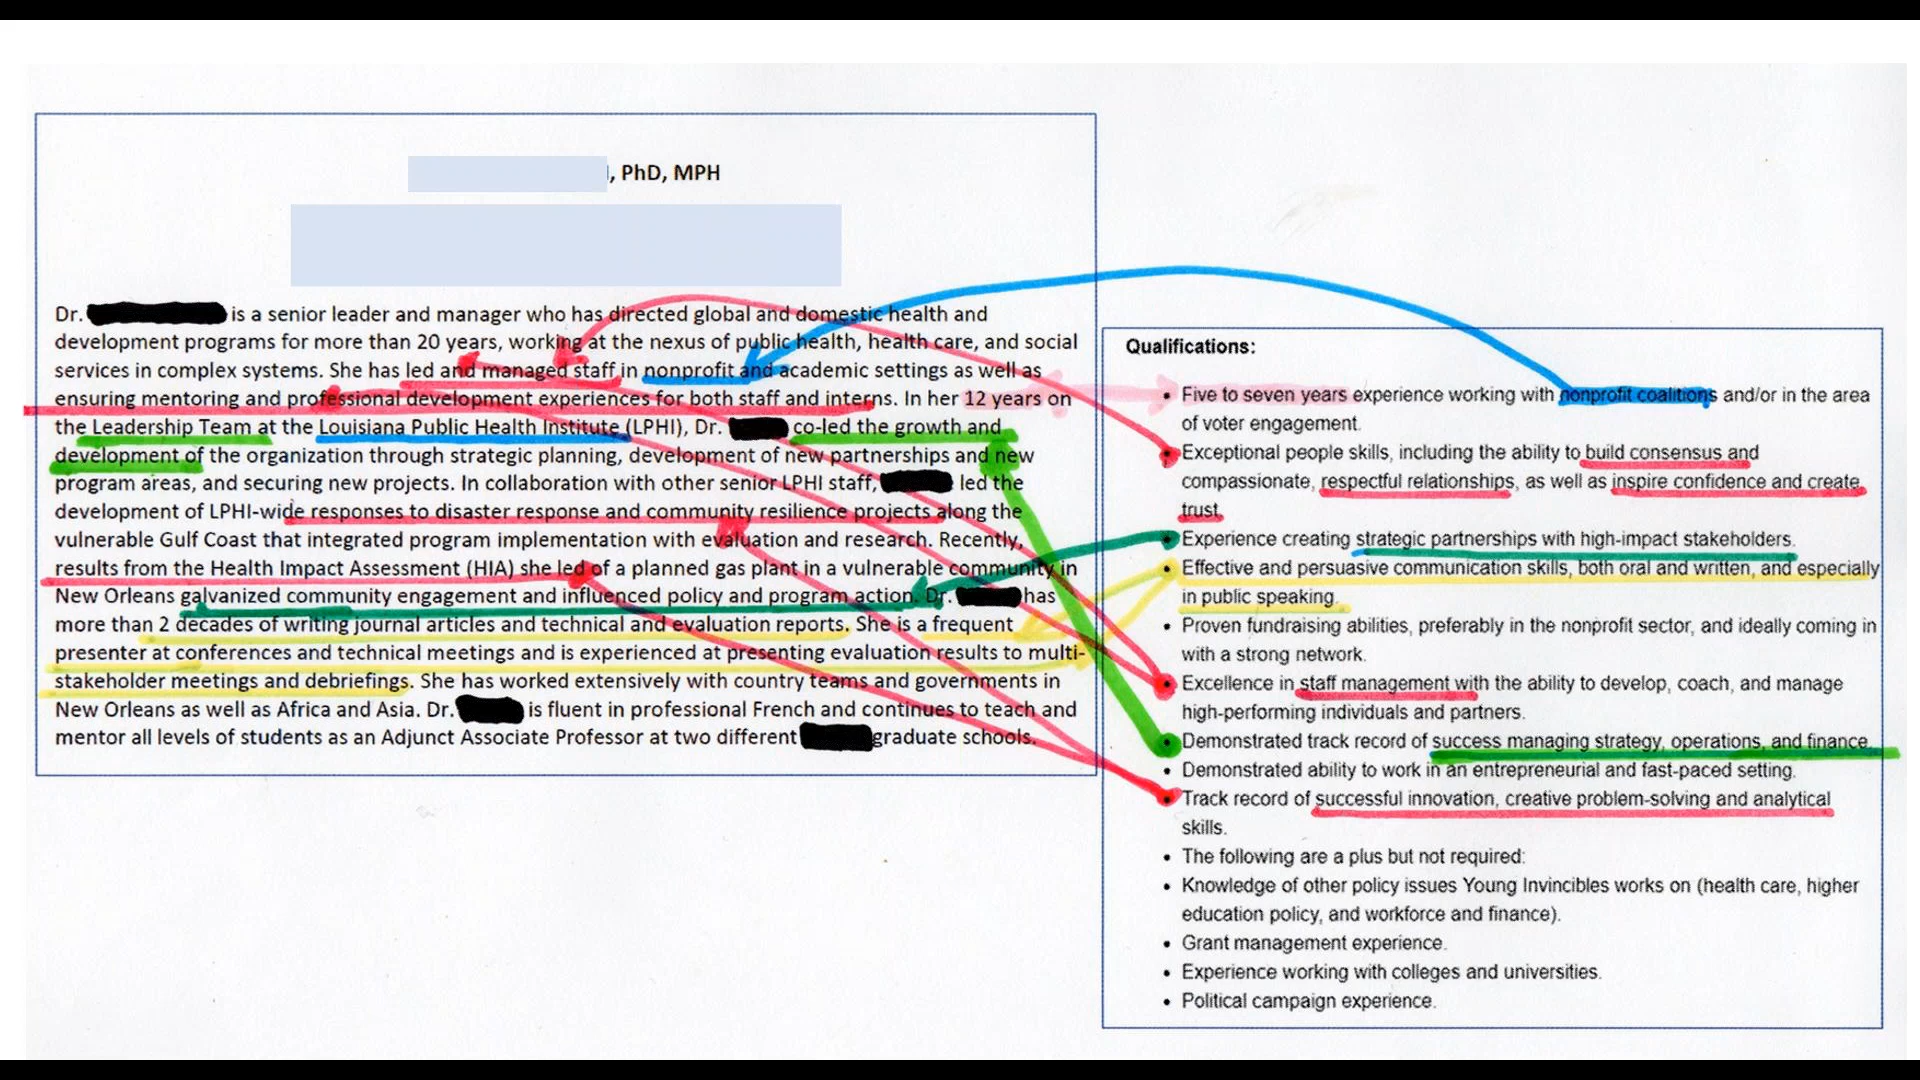 , PhD, MPH
Dr. is a senior leader and manager who has directed global and domestic health and
development programs for more than 20 years, working at the nexus of public health, health care, and social
services in complex systems. She has led and managed staff in nonprofit and academic settings as well as
ensuring mentoring and professional development experiences for both staff and interns. In her 12 years on
the Leadership Team at the Louisiana Public Health Institute (LPHI), Dr. co-led the growth and
development of the organization through strategic planning, development of new partnerships and new
program areas, and securing new projects. In collaboration with other senior LPHI staff, led the
development of LPHI-wide responses to disaster response and community resilience projects along the
vulnerable Gulf Coast that integrated program implementation with evaluation and research. Recently,
results from the Health Impact Assessment (HIA) she led of a planned gas plant in a vulnerable community in
New Orleans galvanized community engagement and influenced policy and program action. Dr. has
more than 2 decades of writing journal articles and technical and evaluation reports. She is a frequent
presenter at conferences and technical meetings and is experienced at presenting evaluation results to multi-
stakeholder meetings and debriefings. She has worked extensively with country teams and governments in
New Orleans as well as Africa and Asia. Dr. is fluent in professional French and continues to teach and
mentor all levels of students as an Adjunct Associate Professor at two different graduate schools.
Qualifications:
• Five to seven years experience working with nonprofit coalitions and/or in the area
of voter engagement.
• Exceptional people skills, including the ability to build consensus and
compassionate, respectful relationships, as well as inspire confidence and create
trust.
• Experience creating strategic partnerships with high-impact stakeholders.
• Effective and persuasive communication skills, both oral and written, and especially
in public speaking.
• Proven fundraising abilities, preferably in the nonprofit sector, and ideally coming in
with a strong network.
• Excellence in staff management with the ability to develop, coach, and manage
high-performing individuals and partners.
• Demonstrated track record of success managing strategy, operations, and finance.
• Demonstrated ability to work in an entrepreneurial and fast-paced setting.
• Track record of successful innovation, creative problem-solving and analytical
skills.
• The following are a plus but not required:
• Knowledge of other policy issues Young Invincibles works on (health care, higher
education policy, and workforce and finance).
• Grant management experience.
• Experience working with colleges and universities.
• Political campaign experience.